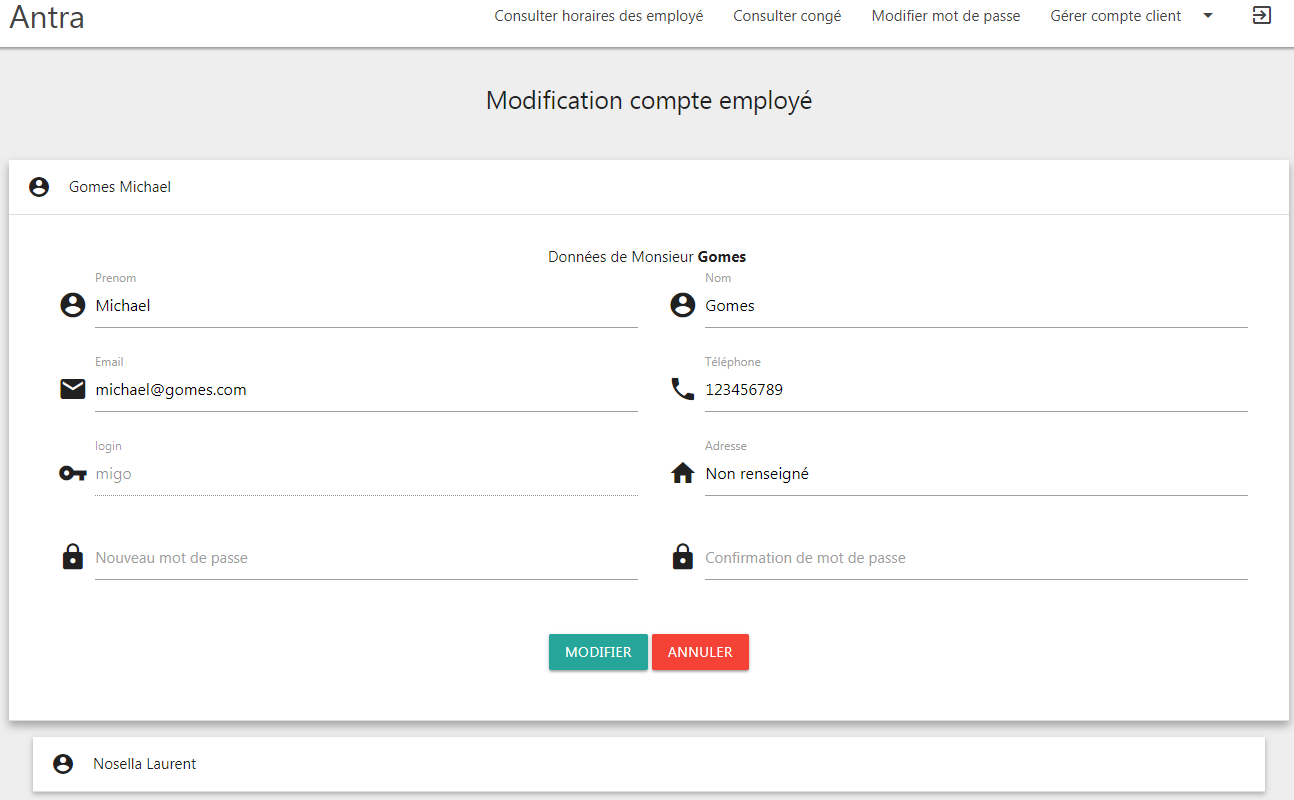 Antra
Consulter horaires des employé Consulter congé Modifier mot de passe Gérer compte client
Modification compte employé
Gomes Michael
Données de Monsieur Gomes
Prenom Nom
Michael Gomes
Email Téléphone
michael@gomes.com 123456789
login Adresse
migo Non renseigné
Nouveau mot de passe Confirmation de mot de passe
MODIFIER ANNULER
Nosella Laurent